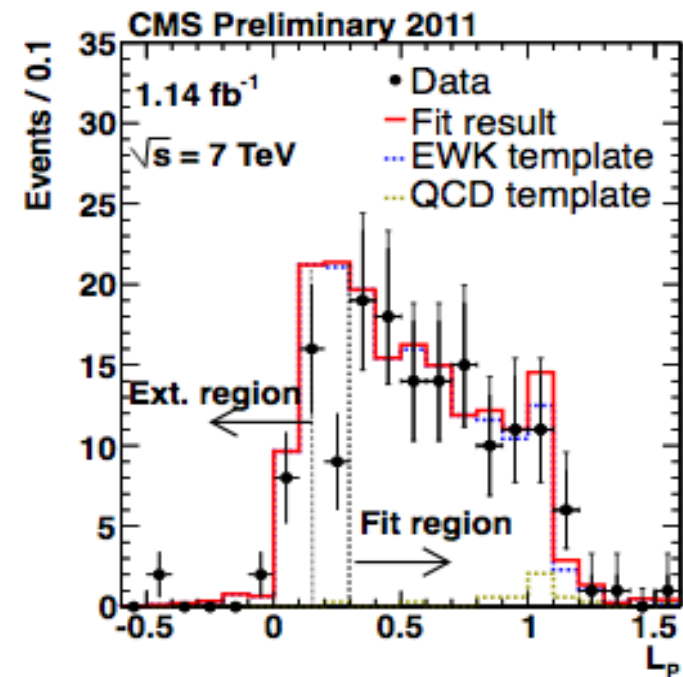 CMS Preliminary 2011
Events / 0.1
35
30
25
20
15
10
5
0
1.14 fb⁻¹
√s = 7 TeV
Data
Fit result
EWK template
QCD template
Ext. region
Fit region
-0.5 0 0.5 1 1.5
L_P